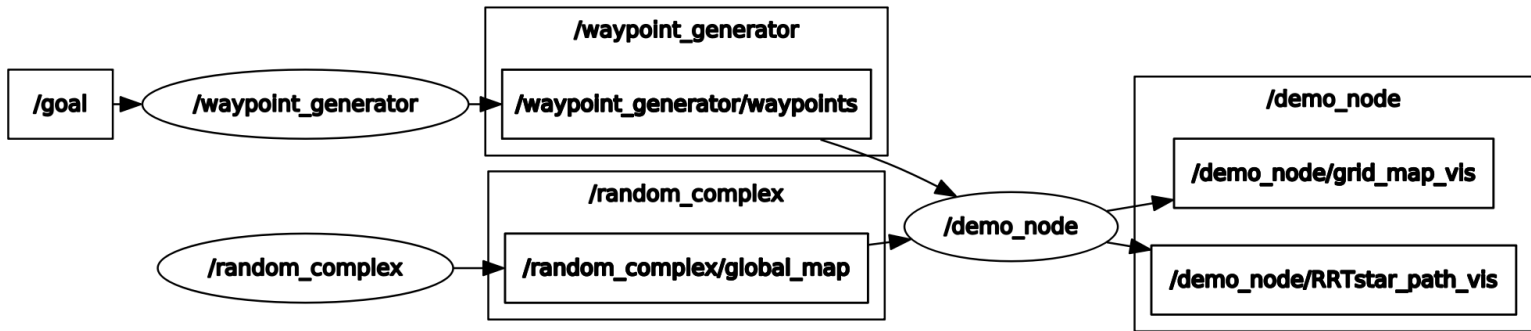 /goal
/waypoint_generator
/waypoint_generator
/waypoint_generator/waypoints
/random_complex
/random_complex
/random_complex/global_map
/demo_node
/demo_node
/demo_node/grid_map_vis
/demo_node/RRTstar_path_vis